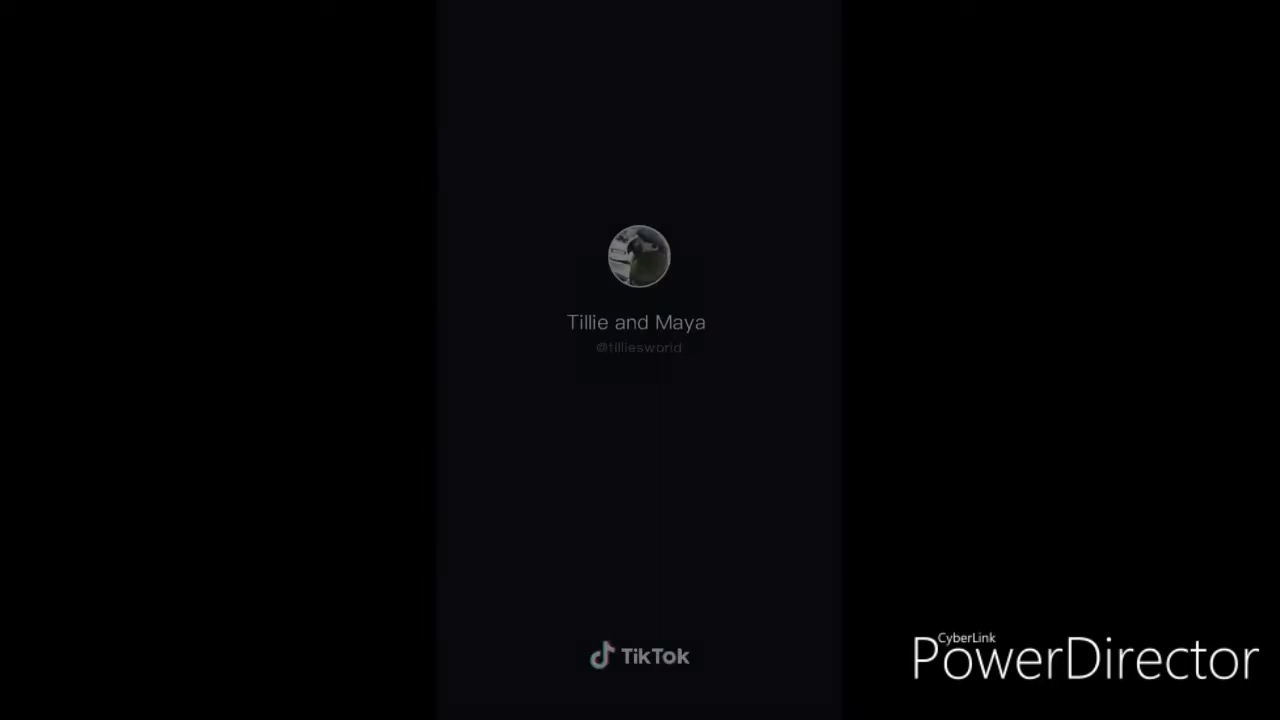 Tillie and Maya
@tilliesworld
TikTok
CyberLink
PowerDirector